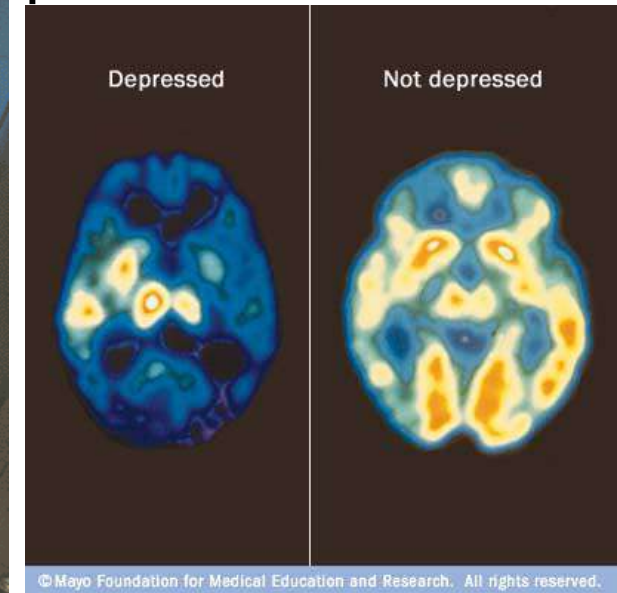 Depressed
Not depressed
©Mayo Foundation for Medical Education and Research. All rights reserved.